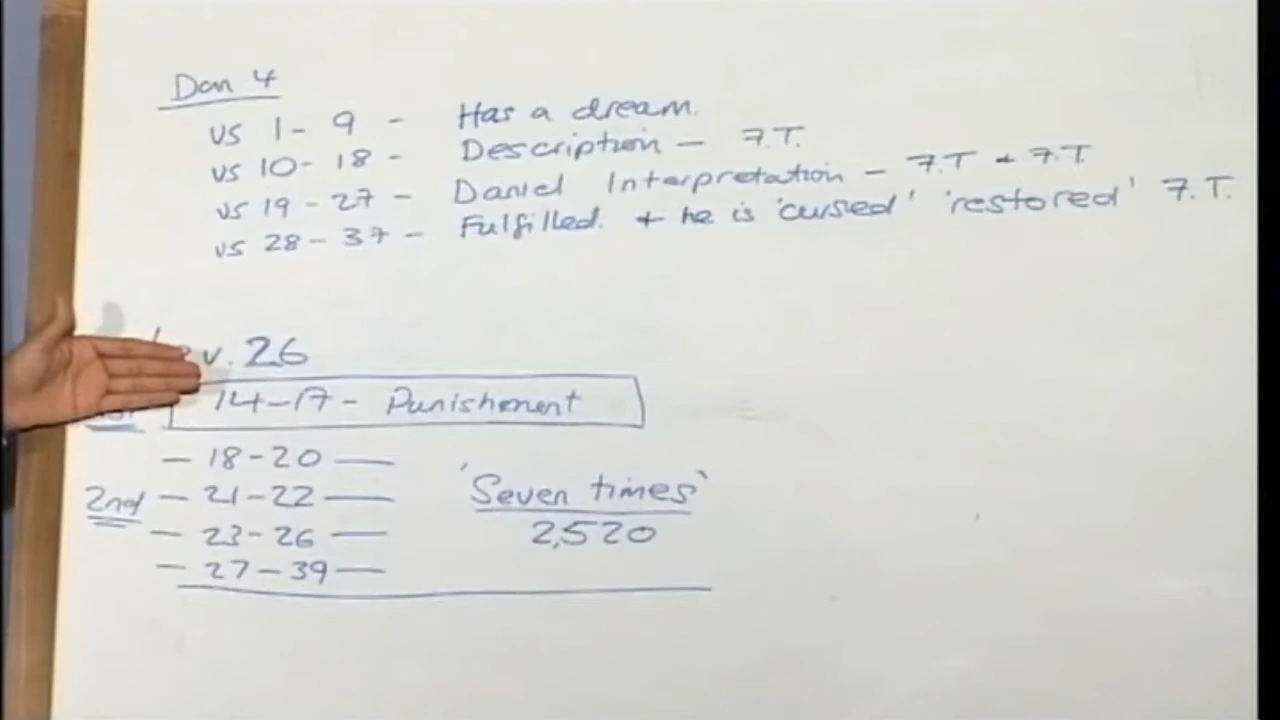 Dan 4
vs 1 - 9 - Has a dream.
vs 10 - 18 - Description - 7.T.
vs 19 - 27 - Daniel Interpretation - 7.T + 7.T
vs 28 - 37 - Fulfilled. + he is 'cursed' 'restored' 7.T.
v. 26
14-17 - Punishment
- 18-20 -
2nd - 21-22 - 'Seven times'
- 23-26 - 2,520
- 27-39 -